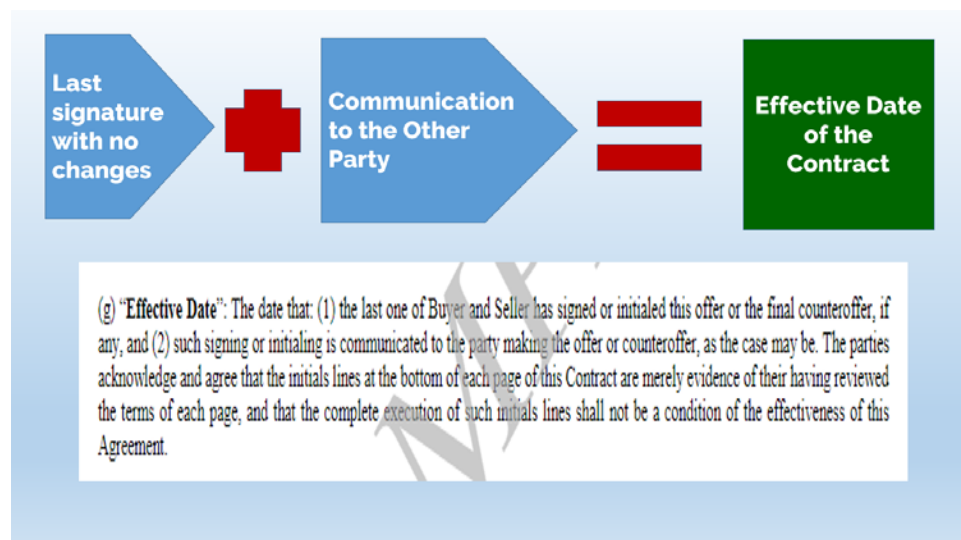 Last
signature
with no
changes
Communication
to the Other
Party
Effective Date
of the
Contract
(g) “Effective Date”: The date that: (1) the last one of Buyer and Seller has signed or initialed this offer or the final counteroffer, if
any, and (2) such signing or initialing is communicated to the party making the offer or counteroffer, as the case may be. The parties
acknowledge and agree that the initials lines at the bottom of each page of this Contract are merely evidence of their having reviewed
the terms of each page, and that the complete execution of such initials lines shall not be a condition of the effectiveness of this
Agreement.